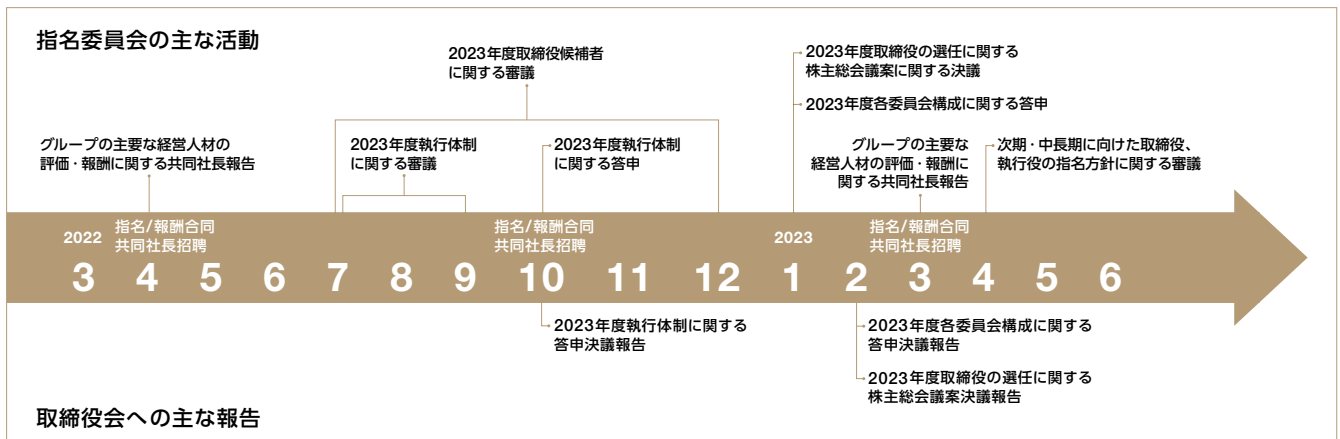 指名委員会の主な活動
2023年度取締役候補者
に関する審議
2023年度取締役の選任に関する
株主総会議案に関する決議
2023年度各委員会構成に関する答申
グループの主要な経営人材の
評価・報酬に関する共同社長報告
2023年度執行体制
に関する審議
2023年度執行体制
に関する答申
グループの主要な
経営人材の評価・報酬に
関する共同社長報告
次期・中長期に向けた取締役、
執行役の指名方針に関する審議
2022
指名/報酬合同
共同社長招聘
指名/報酬合同
共同社長招聘
2023
指名/報酬合同
共同社長招聘
3 4 5 6 7 8 9 10 11 12 1 2 3 4 5 6
2023年度執行体制に関する
答申決議報告
2023年度各委員会構成に関する
答申決議報告
2023年度取締役の選任に関する
株主総会議案決議報告
取締役会への主な報告